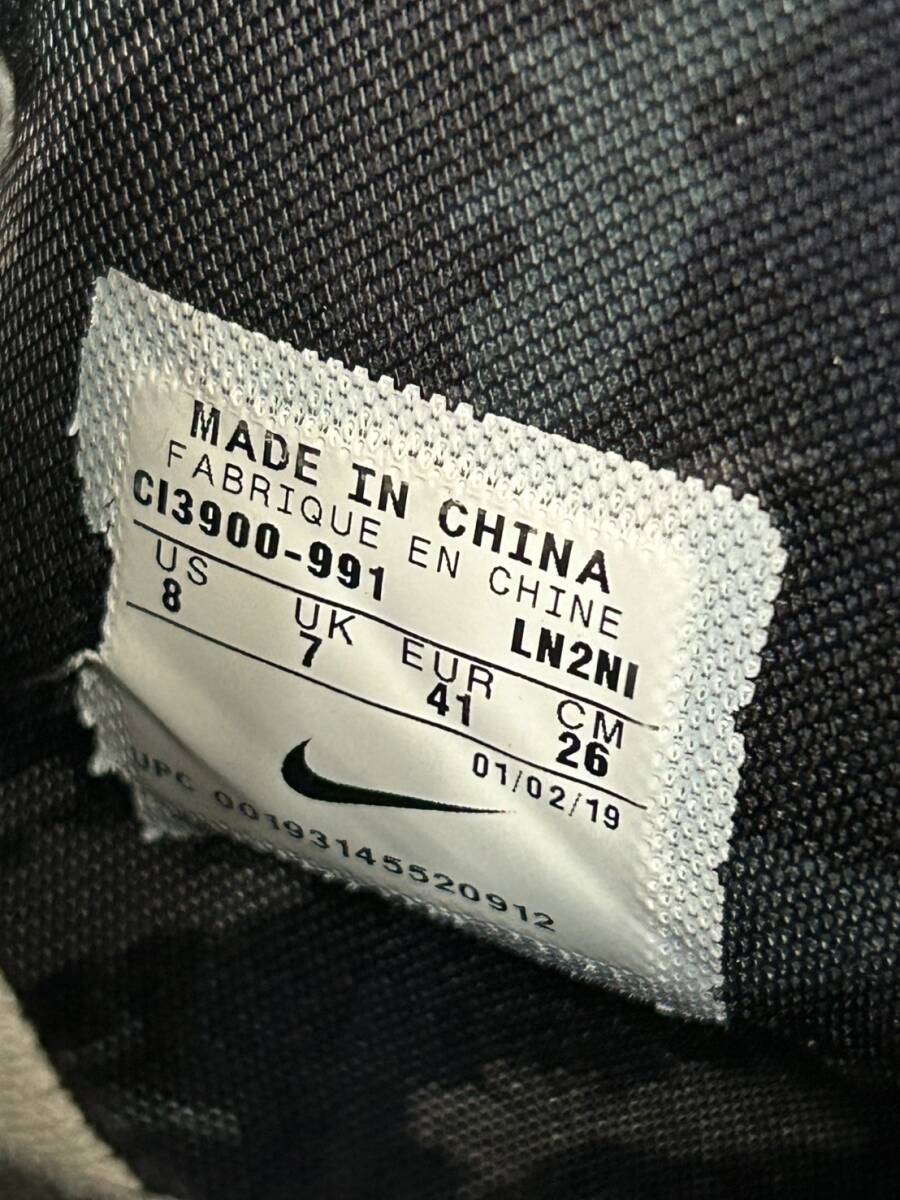 MADE IN CHINA
FABRIQUE EN CHINE
CI3900-991 LN2NI
US UK EUR CM
8 7 41 26
01/02/19
UPC 00193145520912